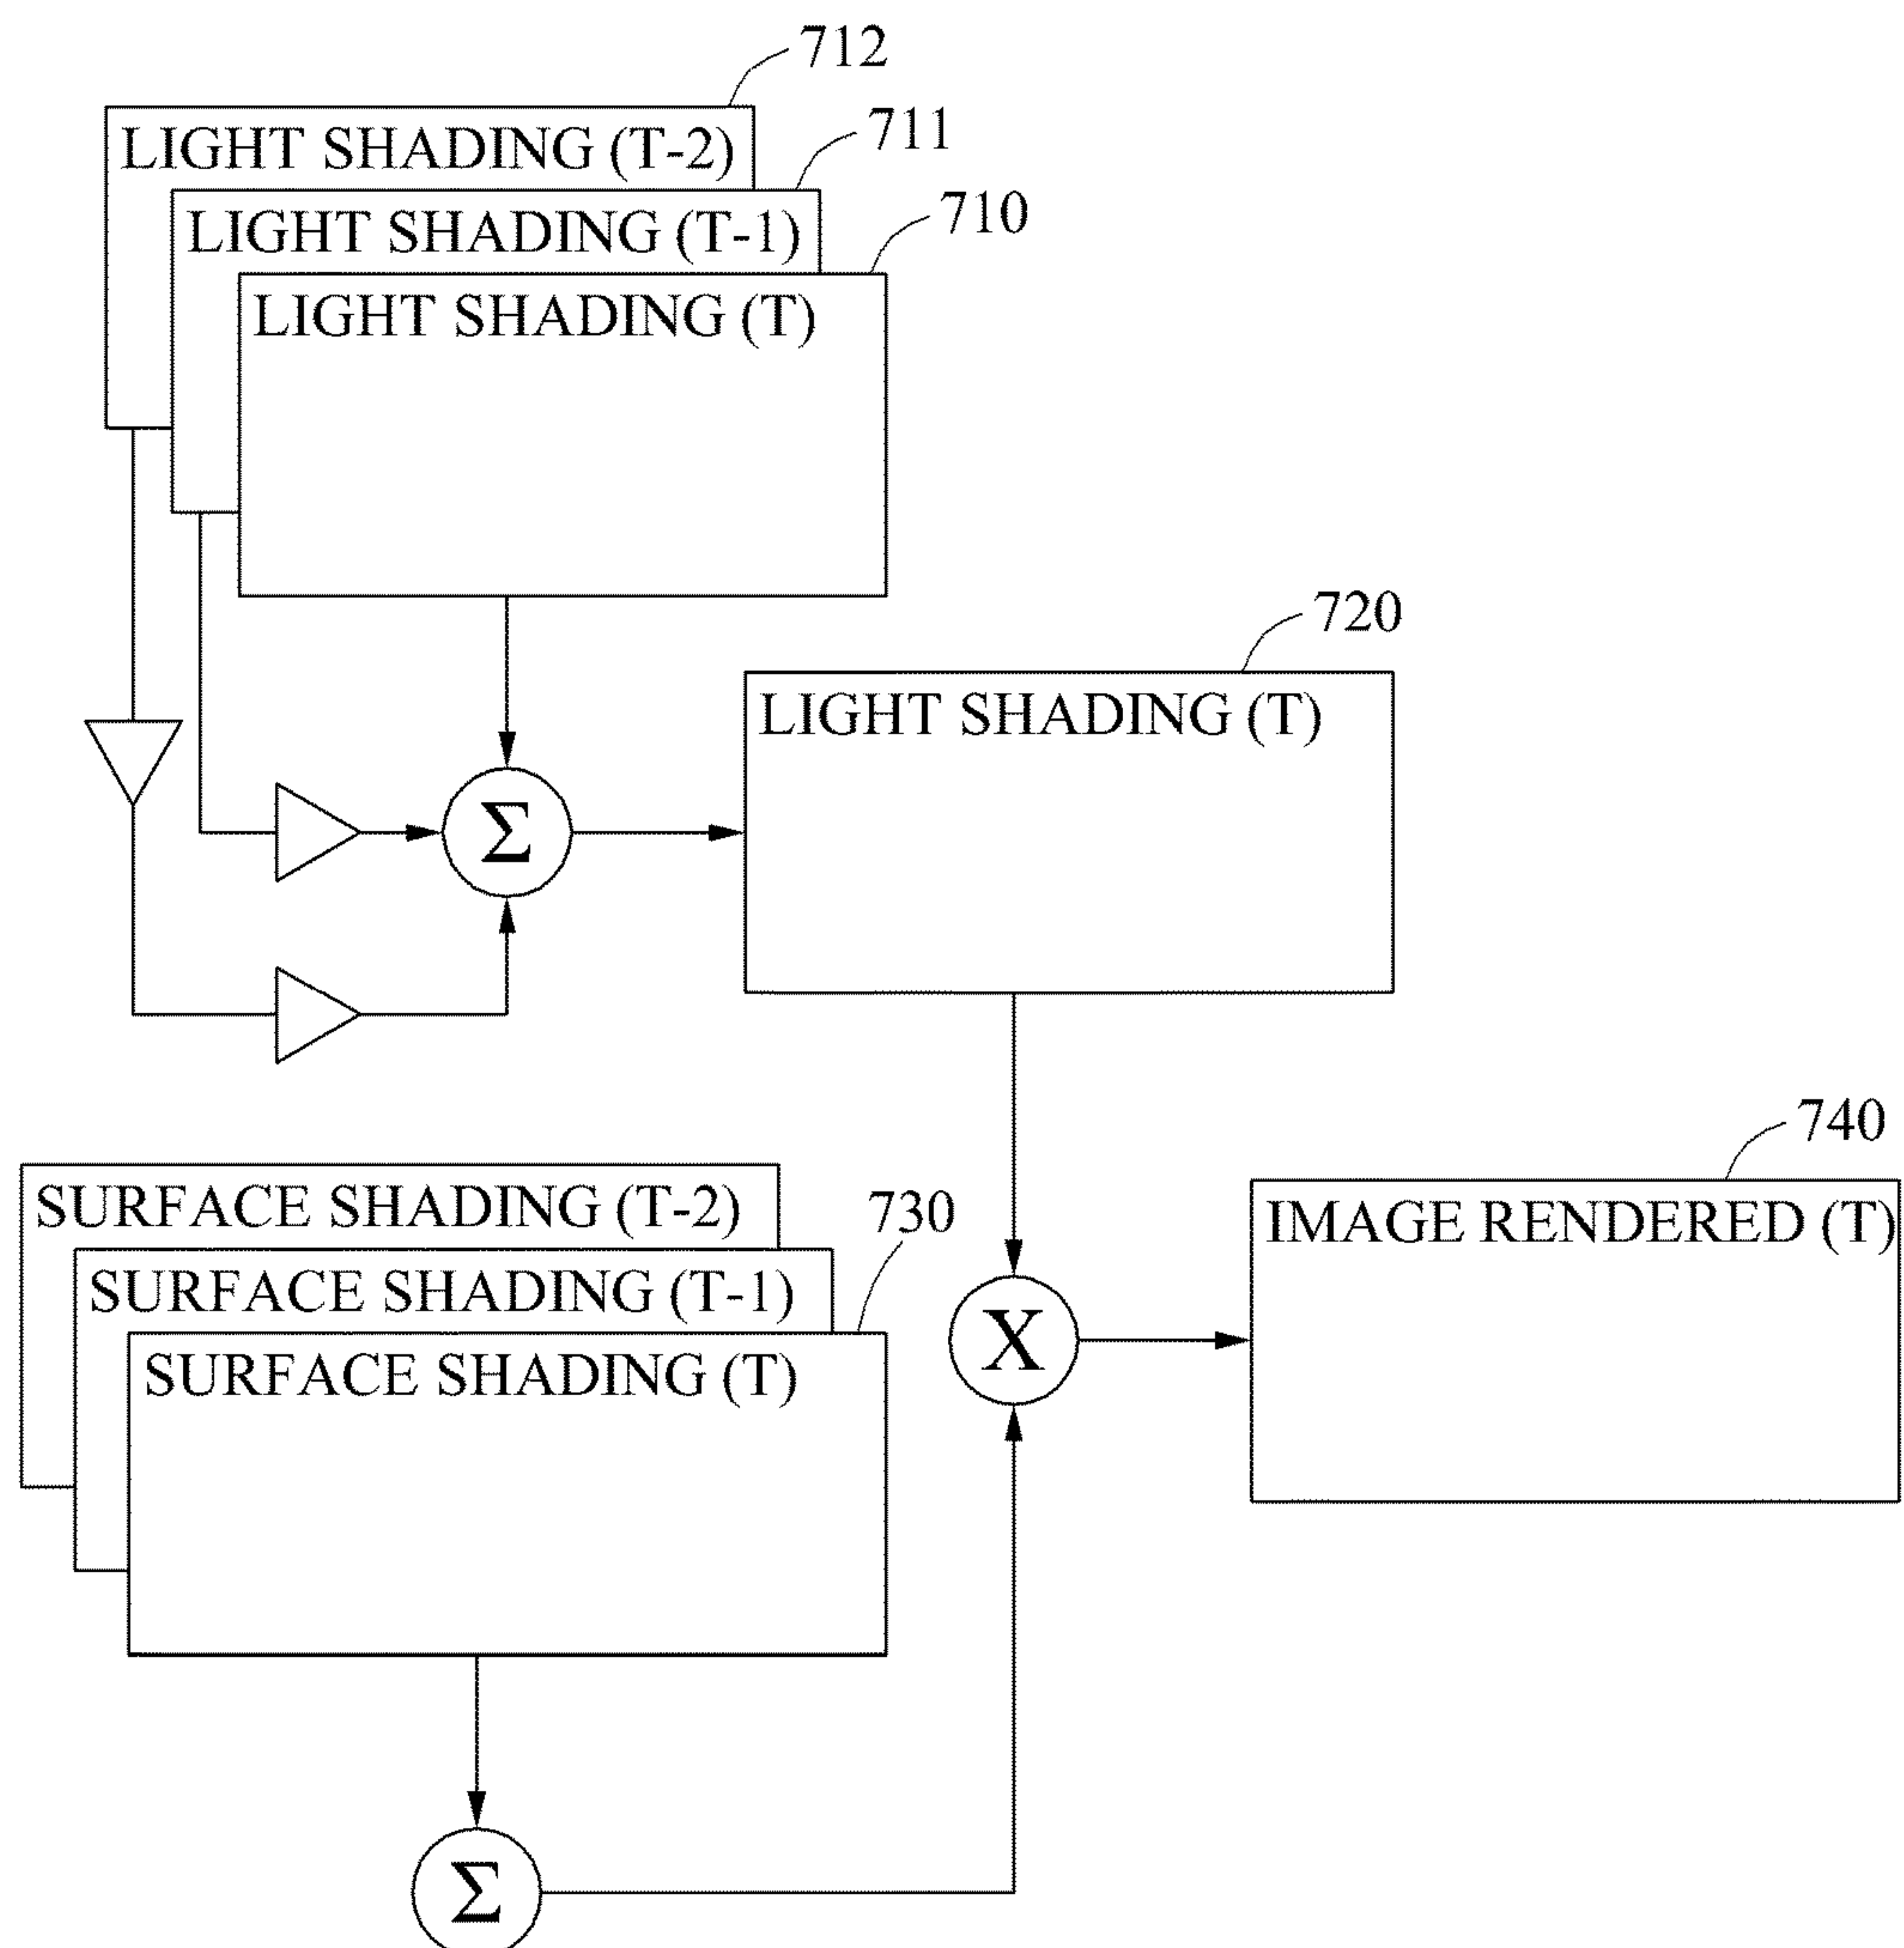 712
LIGHT SHADING (T-2)
711
LIGHT SHADING (T-1)
710
LIGHT SHADING (T)
720
LIGHT SHADING (T)
Σ
740
SURFACE SHADING (T-2)
730
IMAGE RENDERED (T)
SURFACE SHADING (T-1)
X
SURFACE SHADING (T)
Σ